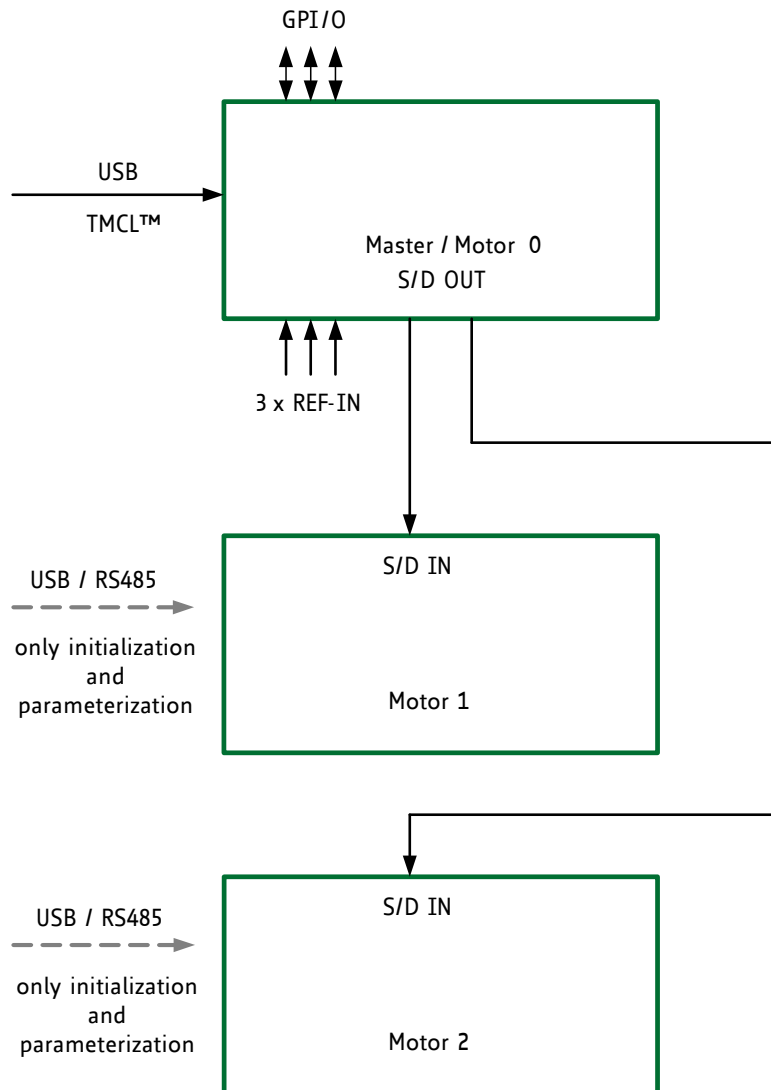 GPI/O
USB
TMCL™
Master / Motor 0
S/D OUT
3 x REF-IN
S/D IN
USB / RS485
only initialization
and
parameterization
Motor 1
S/D IN
USB / RS485
only initialization
and
parameterization
Motor 2